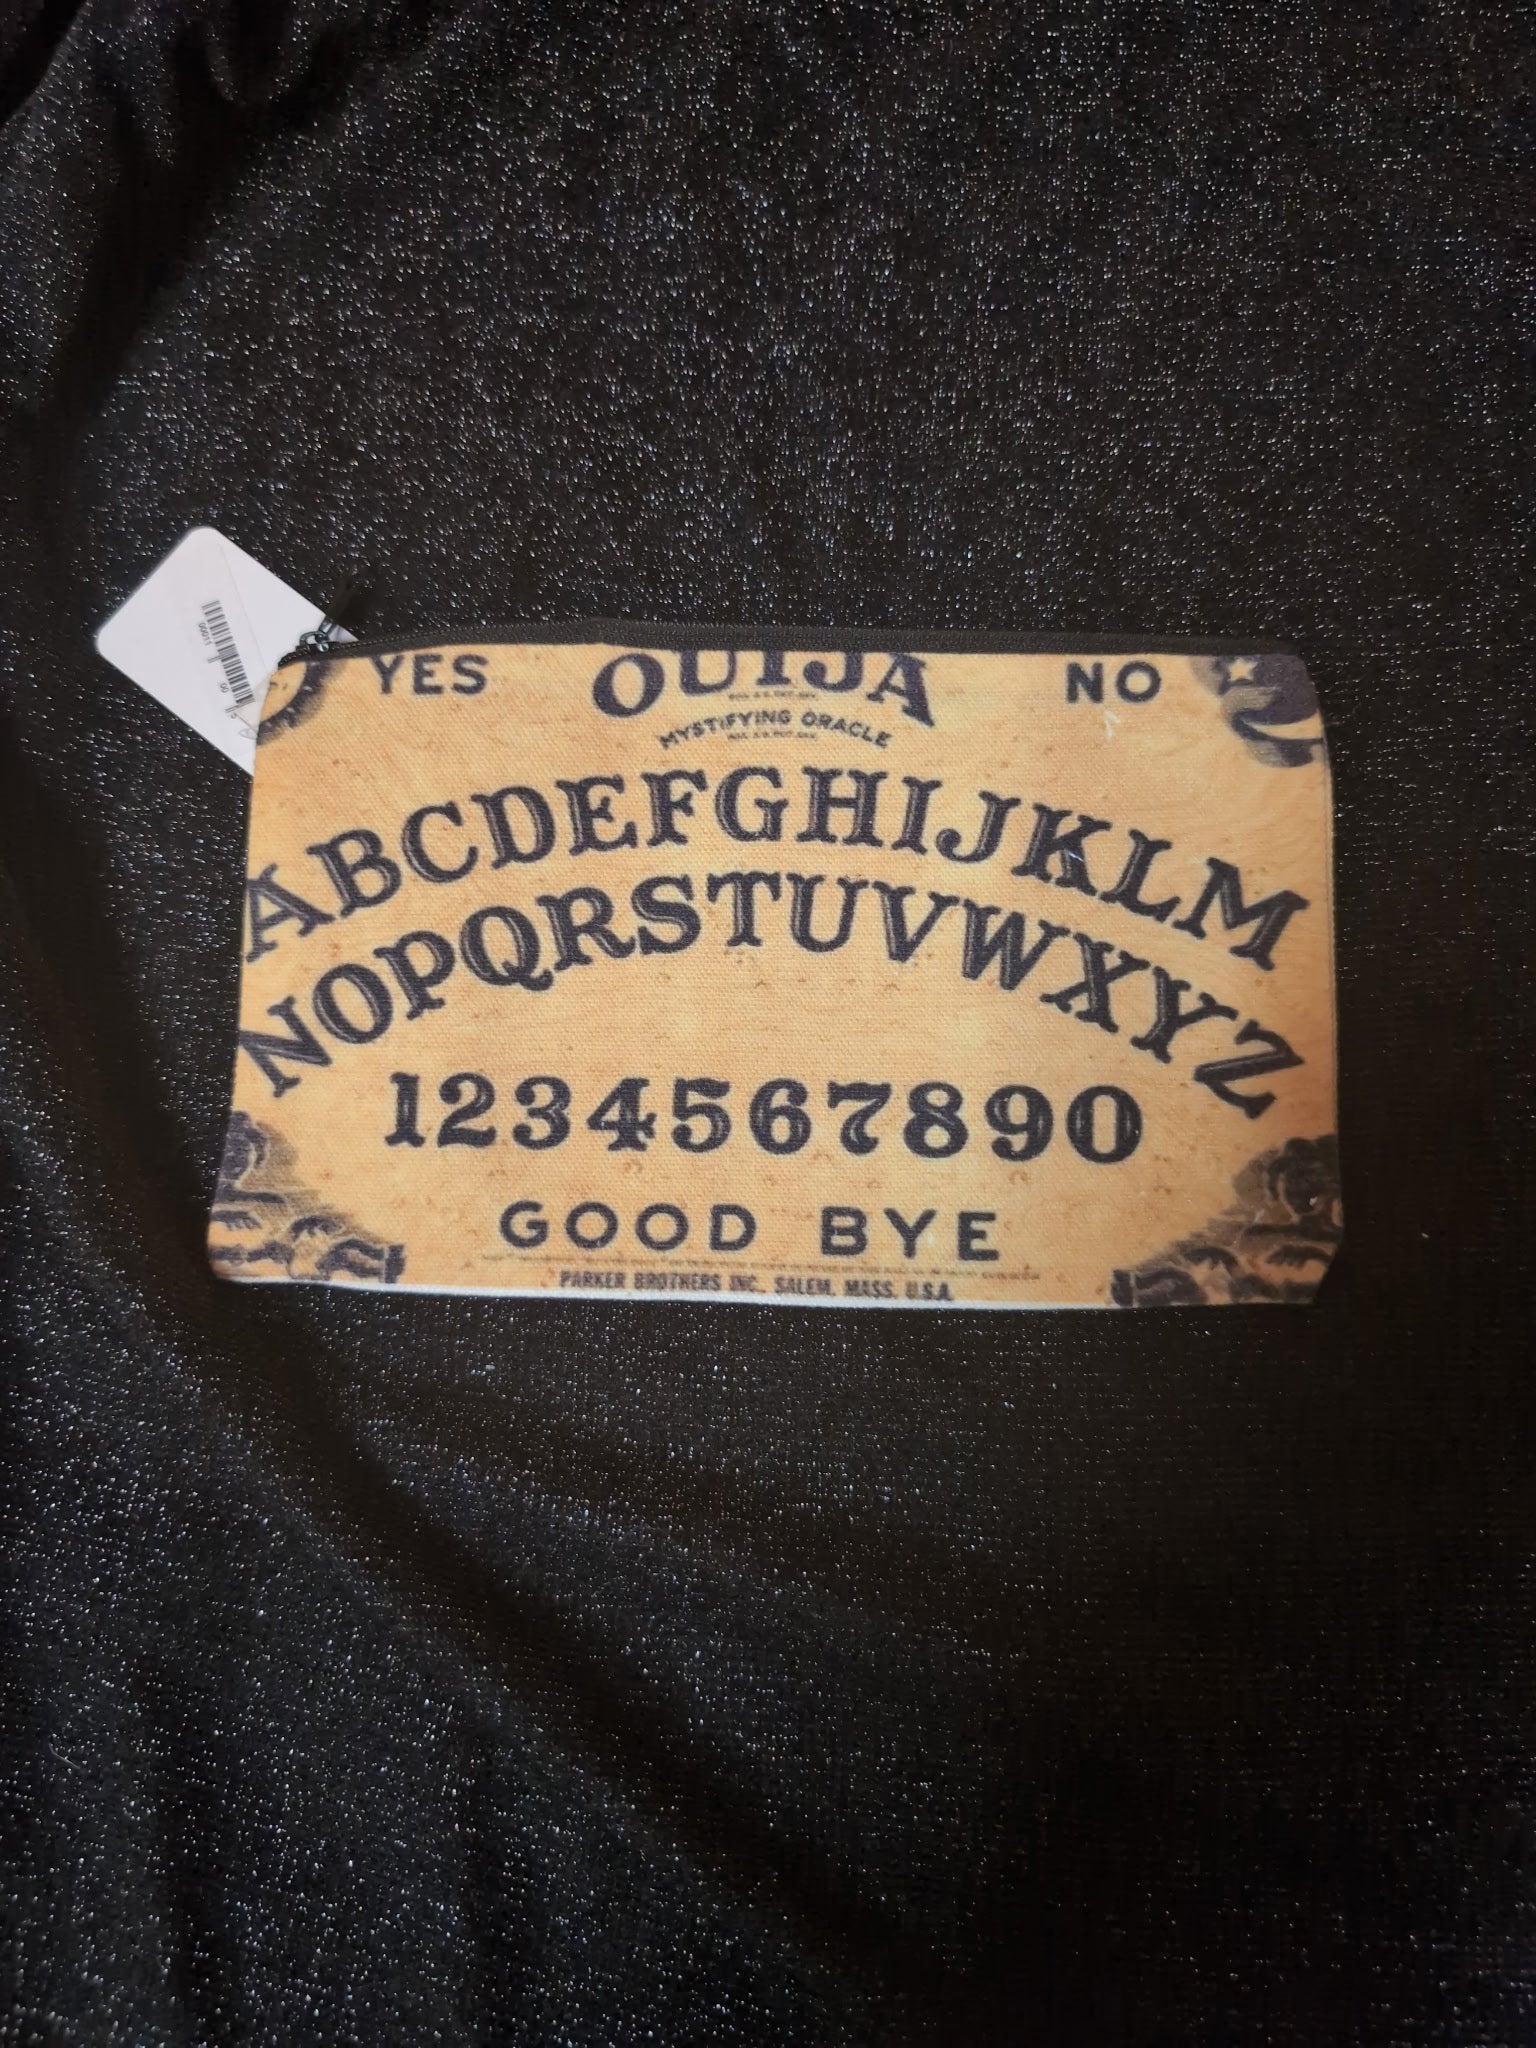 YES OUIJA NO
MYSTIFYING ORACLE
ABCDEFGHIJKLM
NOPQRSTUVWXYZ
1234567890
GOOD BYE
PARKER BROTHERS INC., SALEM, MASS. U.S.A.